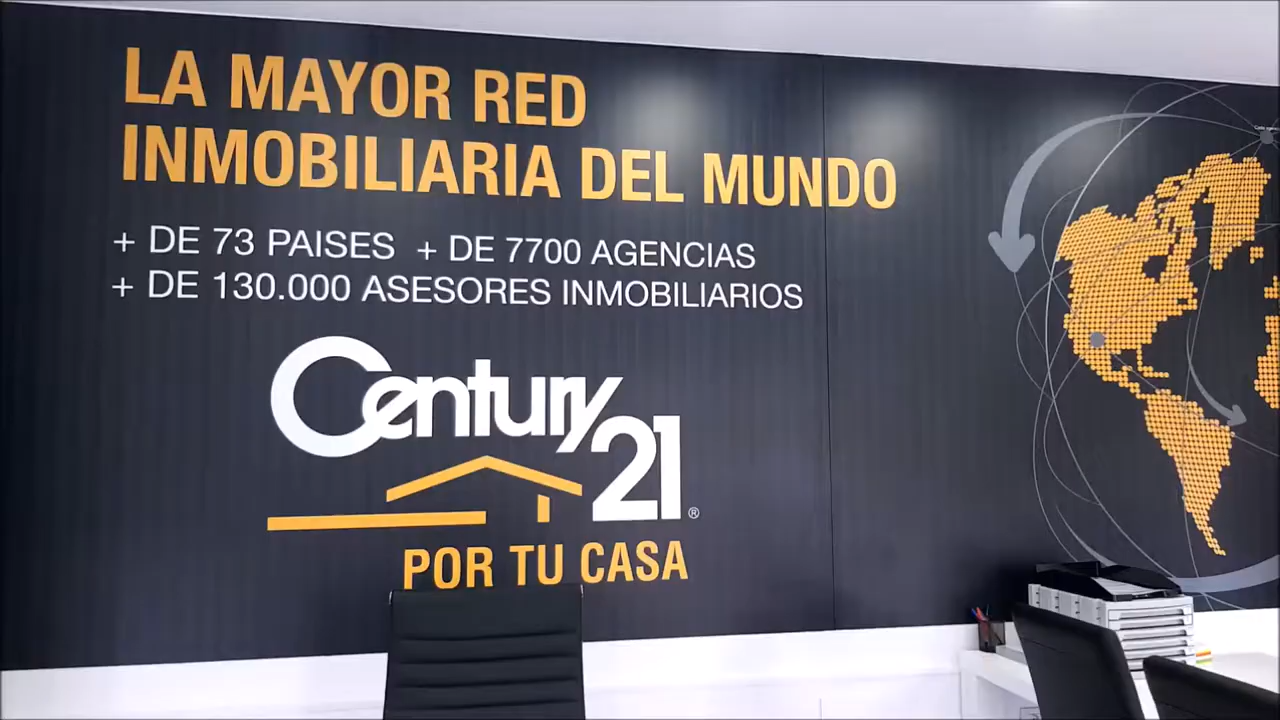 LA MAYOR RED
INMOBILIARIA DEL MUNDO
+ DE 73 PAISES + DE 7700 AGENCIAS
+ DE 130.000 ASESORES INMOBILIARIOS
Century
21®
POR TU CASA